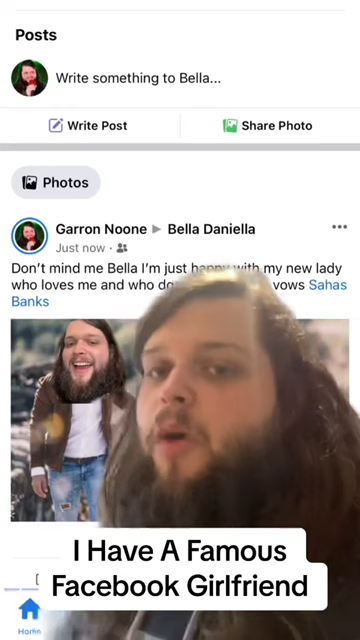 Posts
Write something to Bella...
Write Post
Share Photo
Photos
Garron Noone ▶ Bella Daniella
Just now ·
Don't mind me Bella I'm just happy with my new lady
who loves me and who do vows Sahas
Banks
I Have A Famous
Facebook Girlfriend
Home